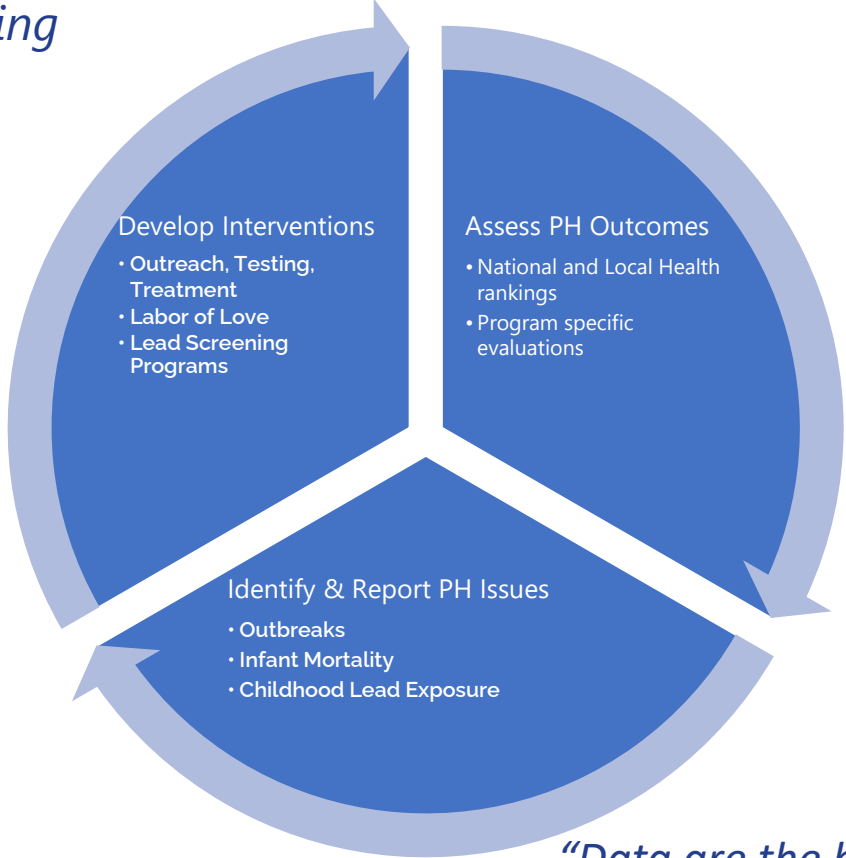 Develop Interventions
• Outreach, Testing,
Treatment
• Labor of Love
• Lead Screening
Programs
Assess PH Outcomes
• National and Local Health
rankings
• Program specific
evaluations
Identify & Report PH Issues
• Outbreaks
• Infant Mortality
• Childhood Lead Exposure
“Data are the